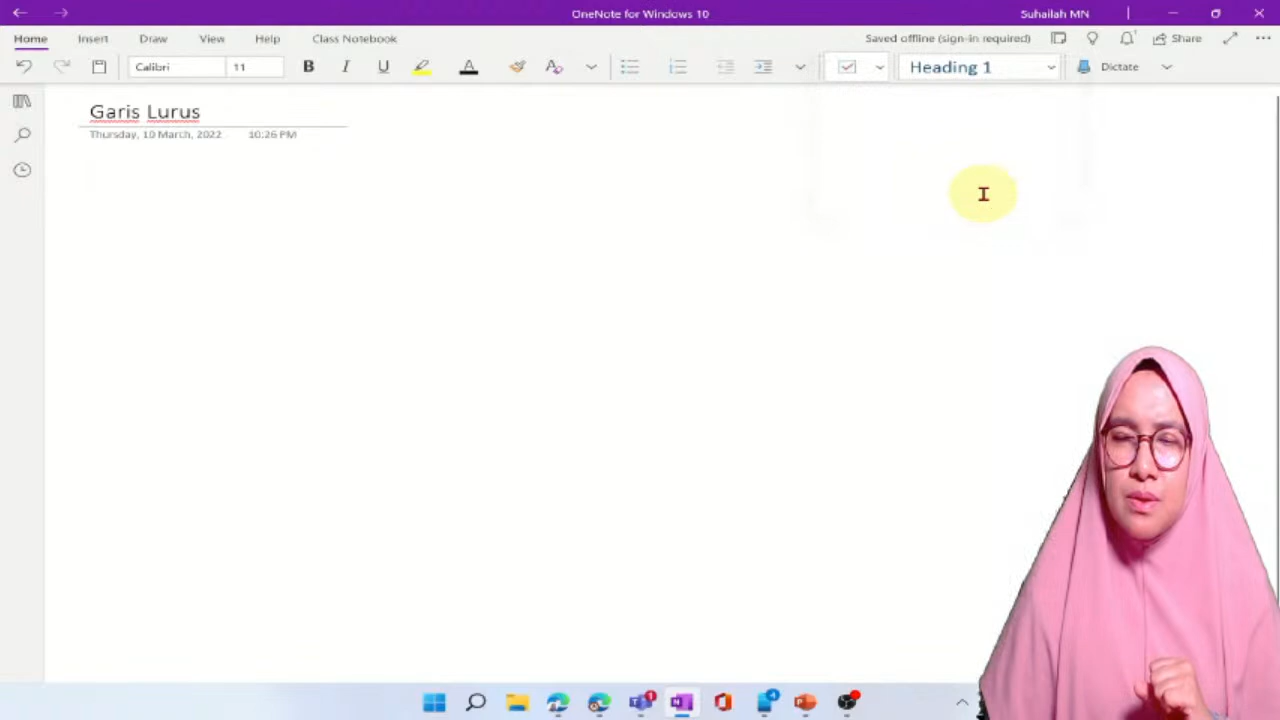 OneNote for Windows 10
Suhailah MN
Home Insert Draw View Help Class Notebook
Saved offline (sign-in required)
Share
Calibri 11 B I U A Heading 1 Dictate
Garis Lurus
Thursday, 10 March, 2022 10:26 PM